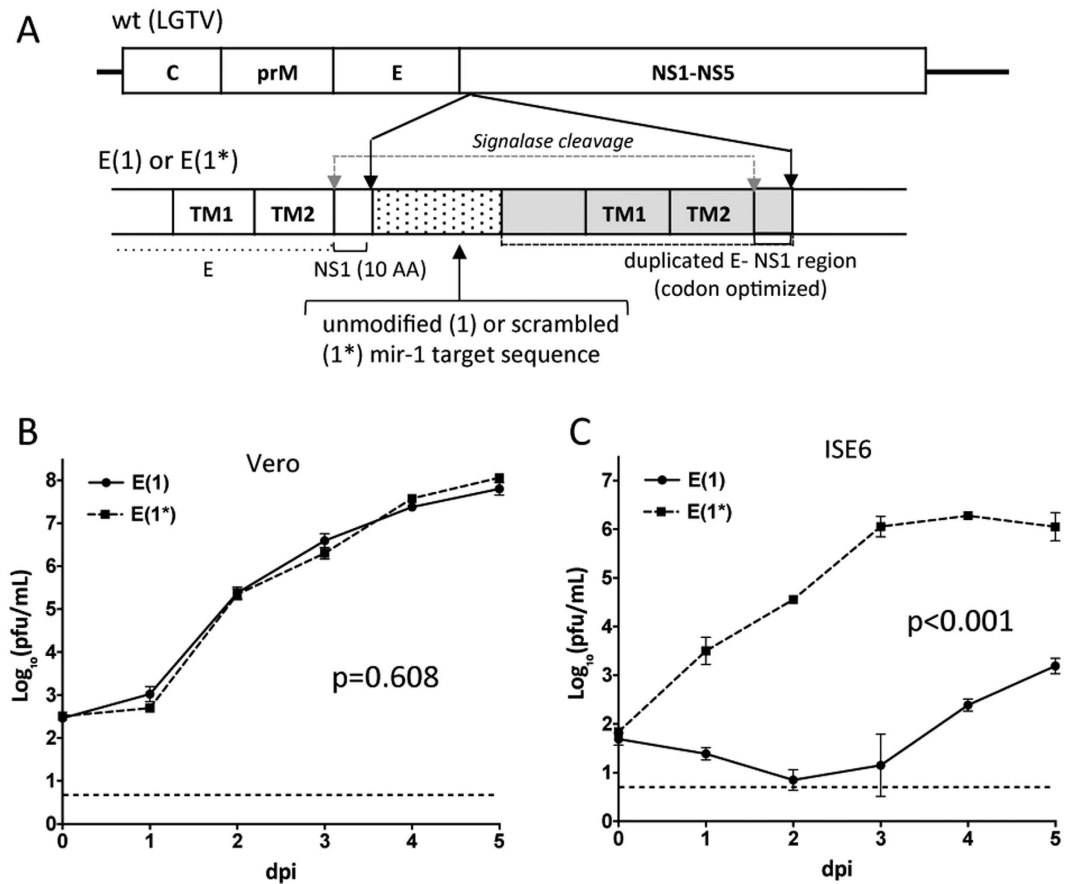 A
wt (LGTV)
C prM E NS1-NS5
Signalase cleavage
E(1) or E(1*)
TM1 TM2 TM1 TM2
E NS1 (10 AA) duplicated E- NS1 region
(codon optimized)
unmodified (1) or scrambled
(1*) mir-1 target sequence
B
Vero
E(1)
E(1*)
Log10(pfu/mL)
8
7
6
5
4
3
2
1
0
p=0.608
0 1 2 3 4 5
dpi
C
ISE6
E(1)
E(1*)
Log10(pfu/mL)
7
6
5
4
3
2
1
0
p<0.001
0 1 2 3 4 5
dpi